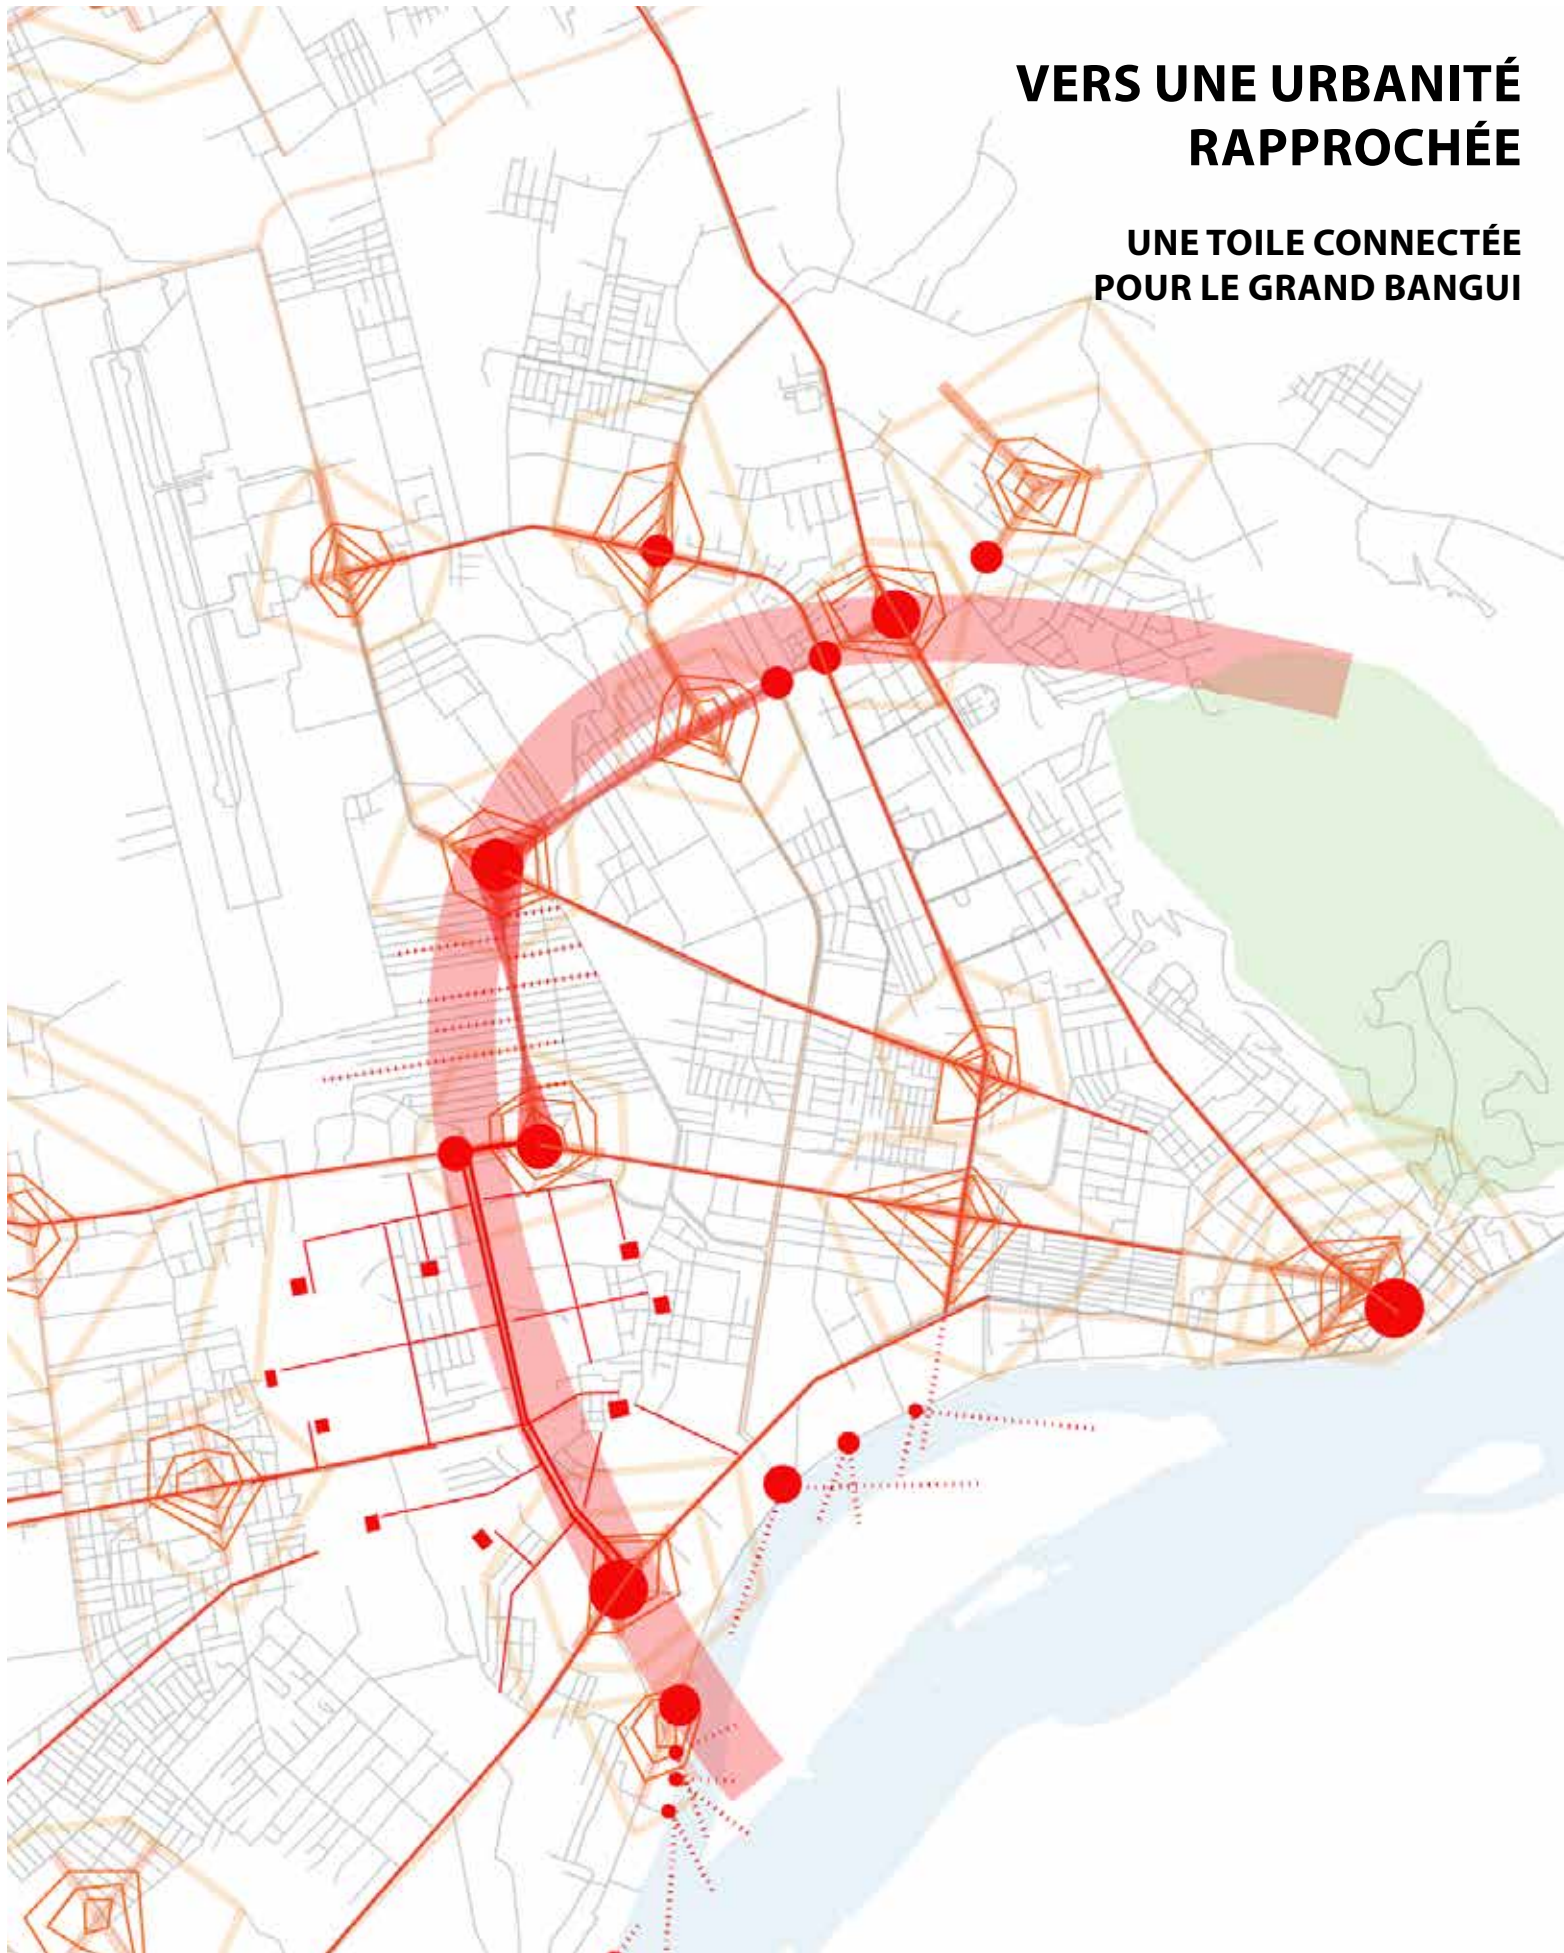 VERS UNE URBANITÉ
RAPPROCHÉE
UNE TOILE CONNECTÉE
POUR LE GRAND BANGUI